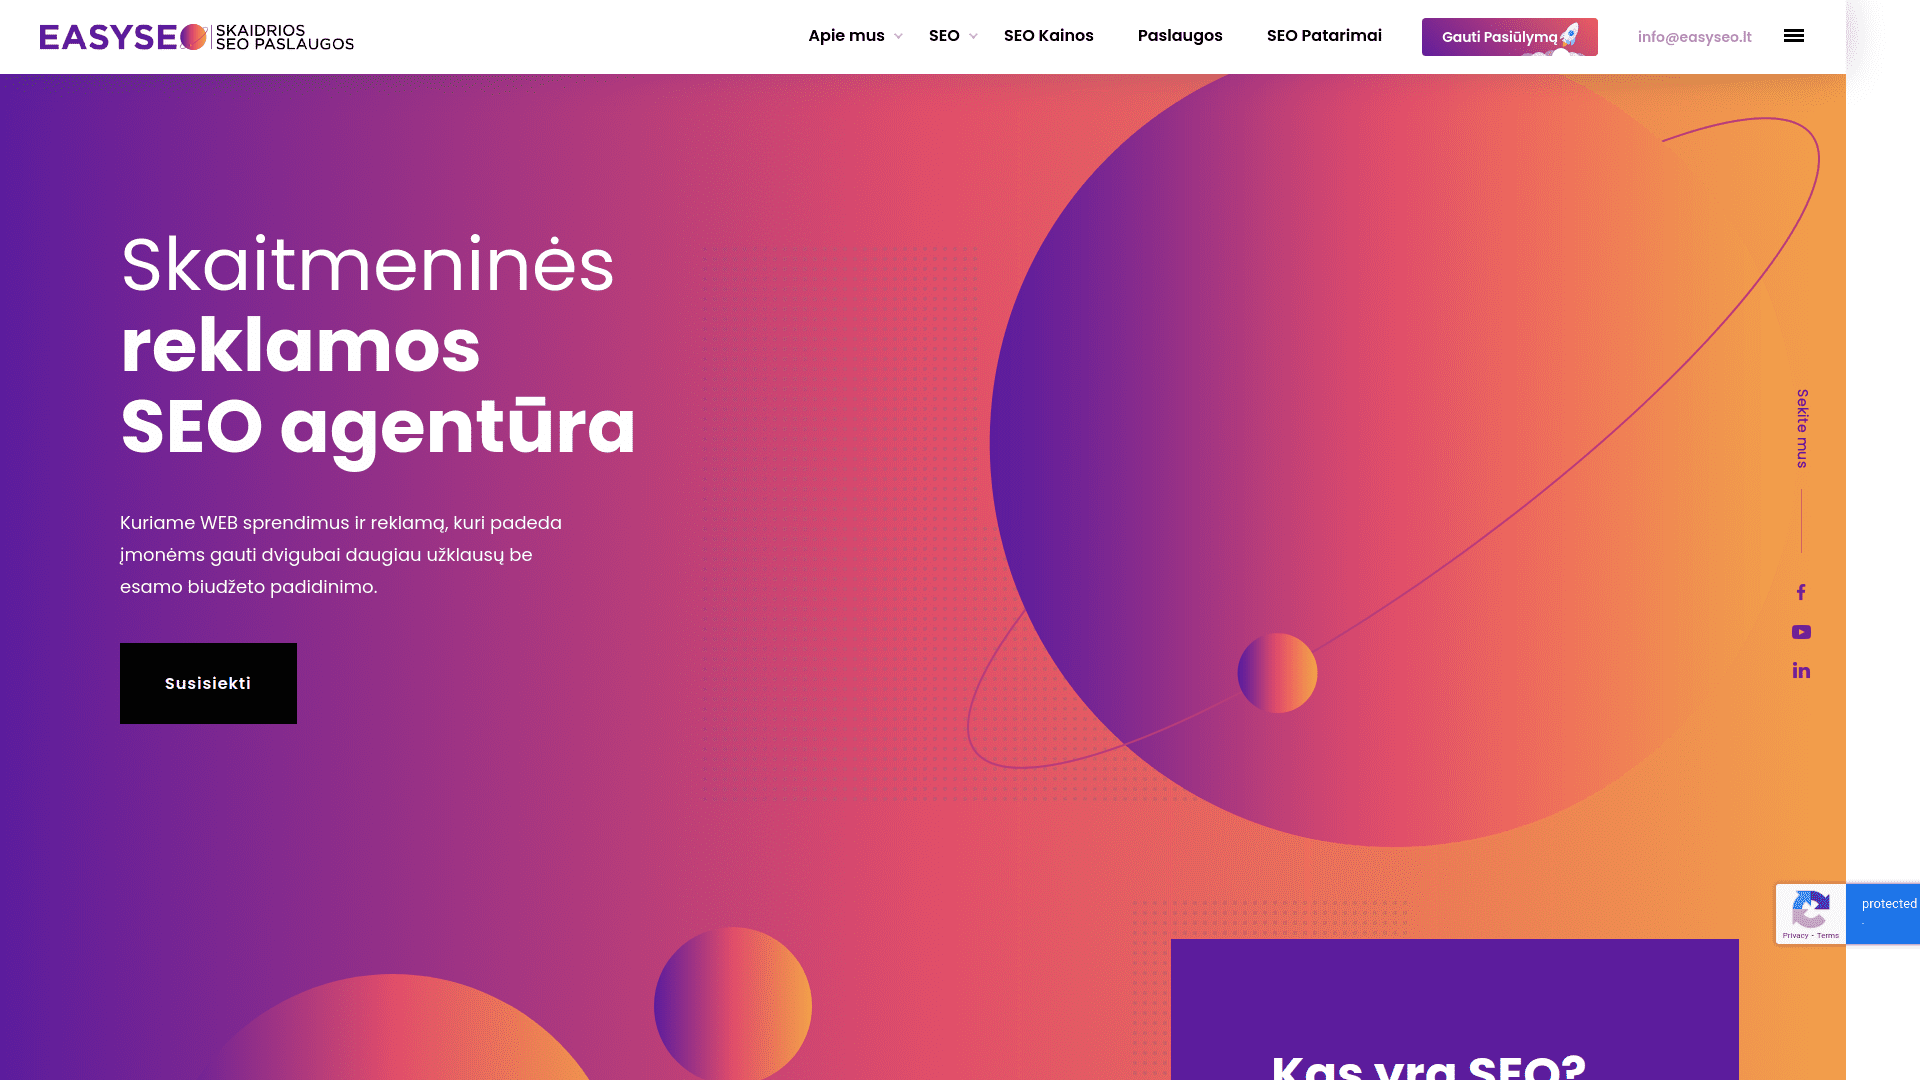 EASYSEO
SKAIDRIOS
SEO PASLAUGOS
Apie mus
SEO
SEO Kainos
Paslaugos
SEO Patarimai
Gauti Pasiūlymą
info@easyseo.lt
Skaitmeninės
reklamos
SEO agentūra
Kuriame WEB sprendimus ir reklamą, kuri padeda
įmonėms gauti dvigubai daugiau užklausų be
esamo biudžeto padidinimo.
Susisiekti
Sekite mus
protected
Privacy - Terms
Kas yra SEO?